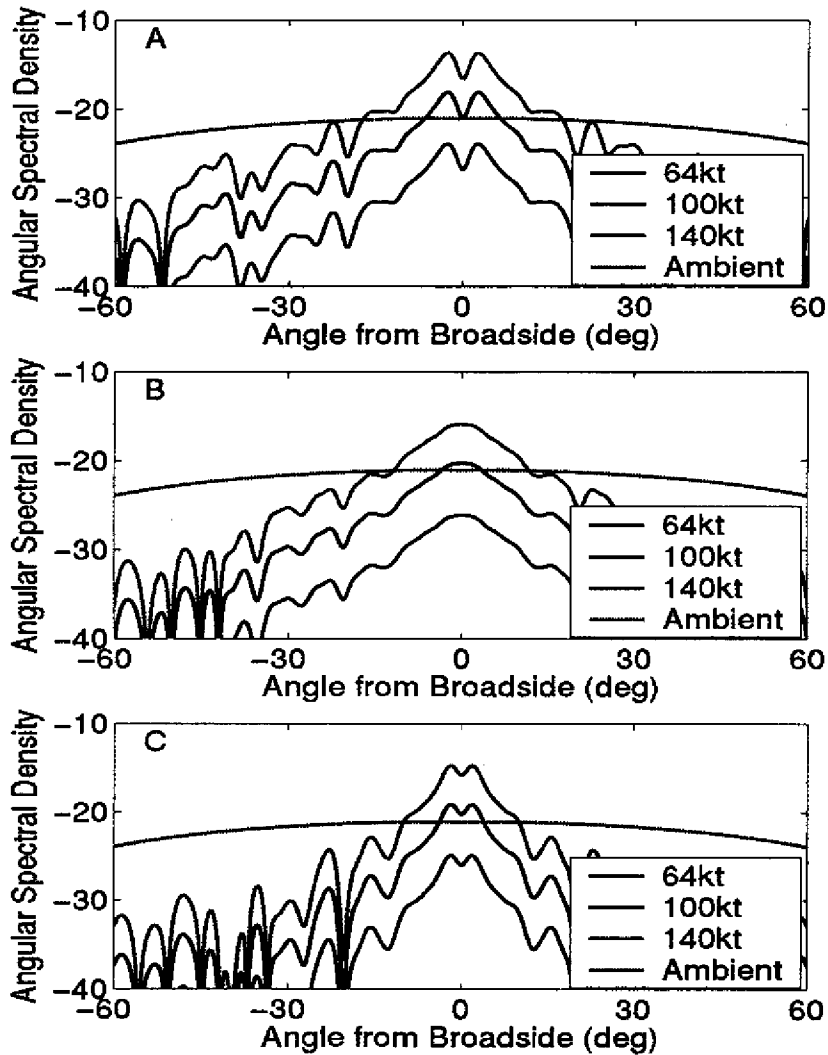 A
Angular Spectral Density
−10
−20
−30
−40
−60
−30
0
30
60
Angle from Broadside (deg)
64kt
100kt
140kt
Ambient
B
Angular Spectral Density
−10
−20
−30
−40
−60
−30
0
30
60
Angle from Broadside (deg)
64kt
100kt
140kt
Ambient
C
Angular Spectral Density
−10
−20
−30
−40
−60
−30
0
30
60
Angle from Broadside (deg)
64kt
100kt
140kt
Ambient